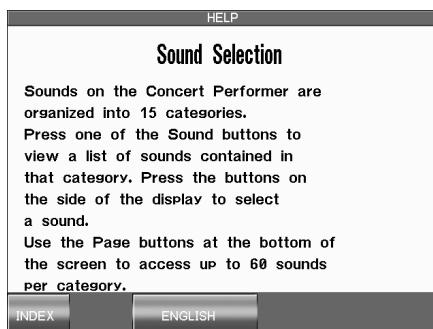 HELP
Sound Selection
Sounds on the Concert Performer are
organized into 15 categories.
Press one of the Sound buttons to
view a list of sounds contained in
that category. Press the buttons on
the side of the display to select
a sound.
Use the Page buttons at the bottom of
the screen to access up to 60 sounds
per category.
INDEX
ENGLISH